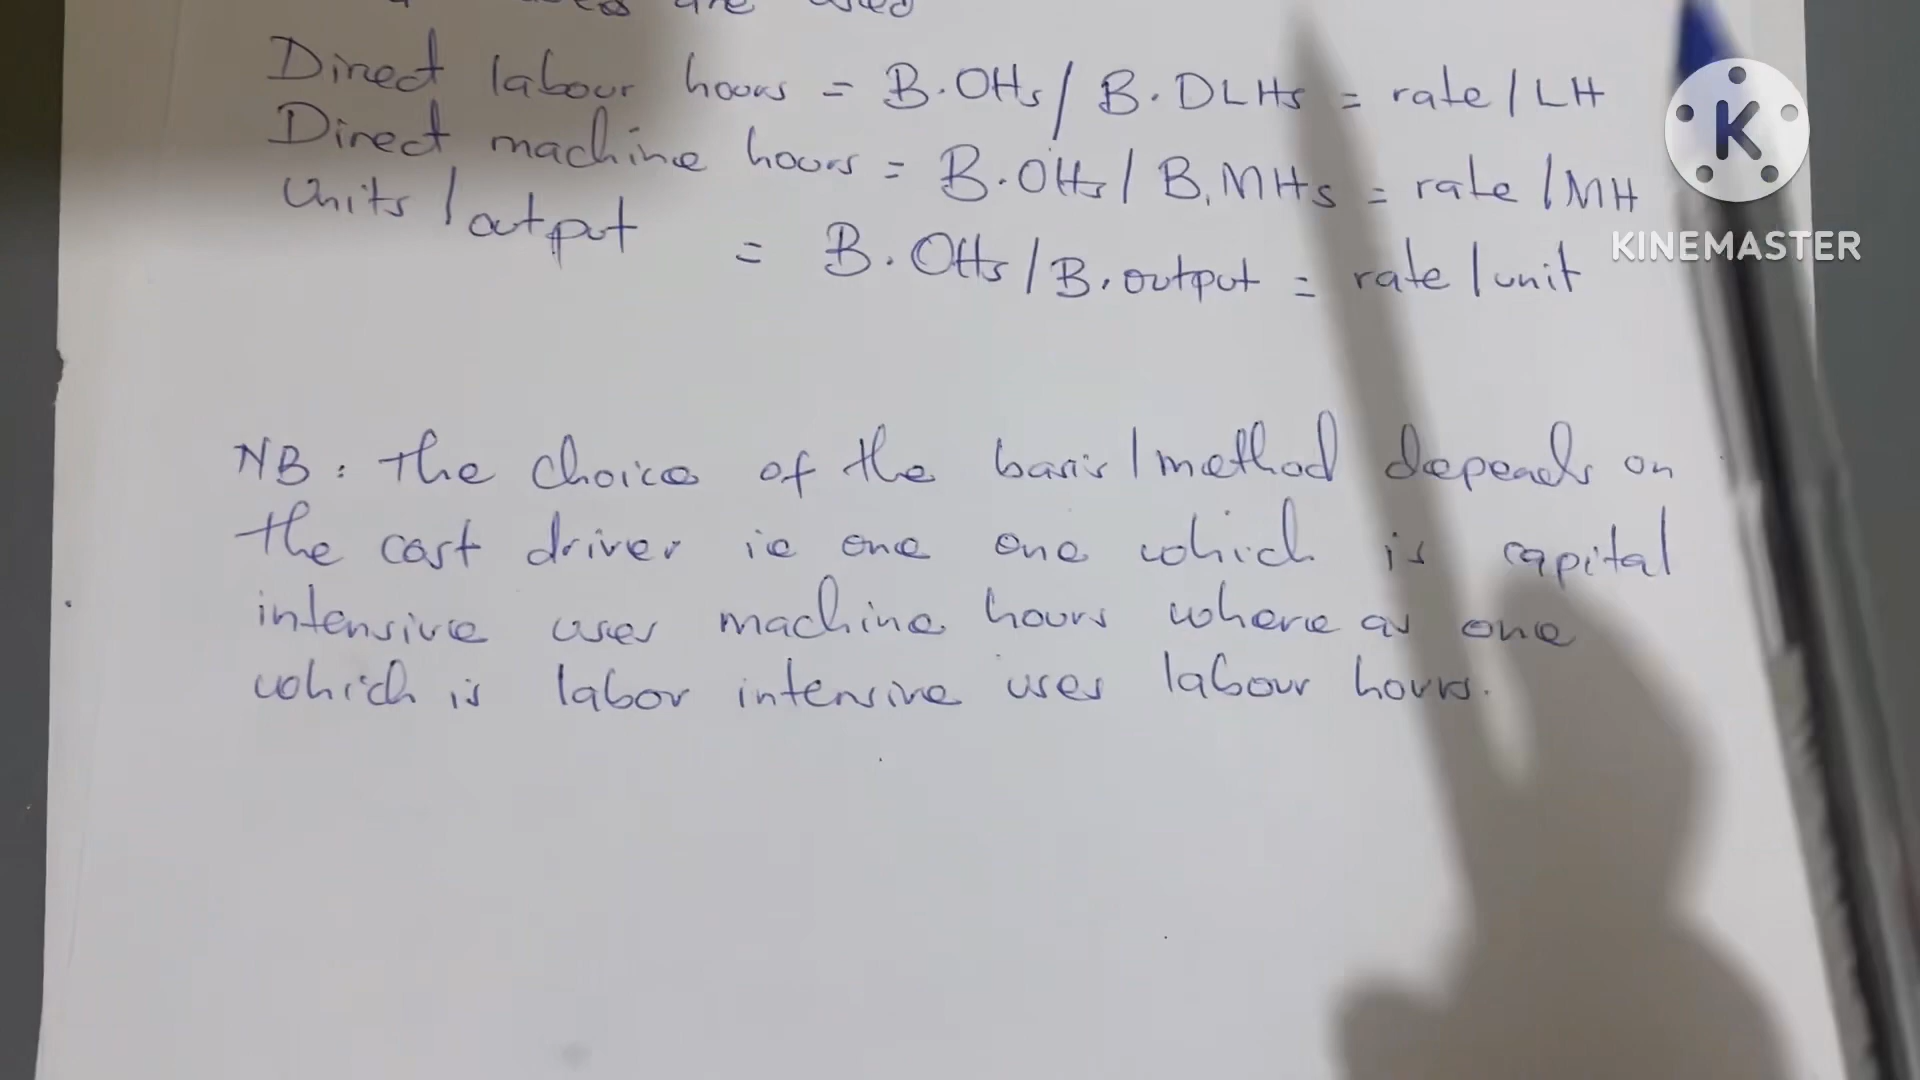 are used
Direct labour hours = B.OHs / B.DLHs = rate / LH
Direct machine hours = B.OHs / B.MHs = rate / MH
Units / output = B.OHs / B.output = rate / unit
K
KINEMASTER
NB: The choice of the basis / method depends on
the cost driver ie one one which is capital
intensive uses machine hours where as one
which is labor intensive uses labour hours.